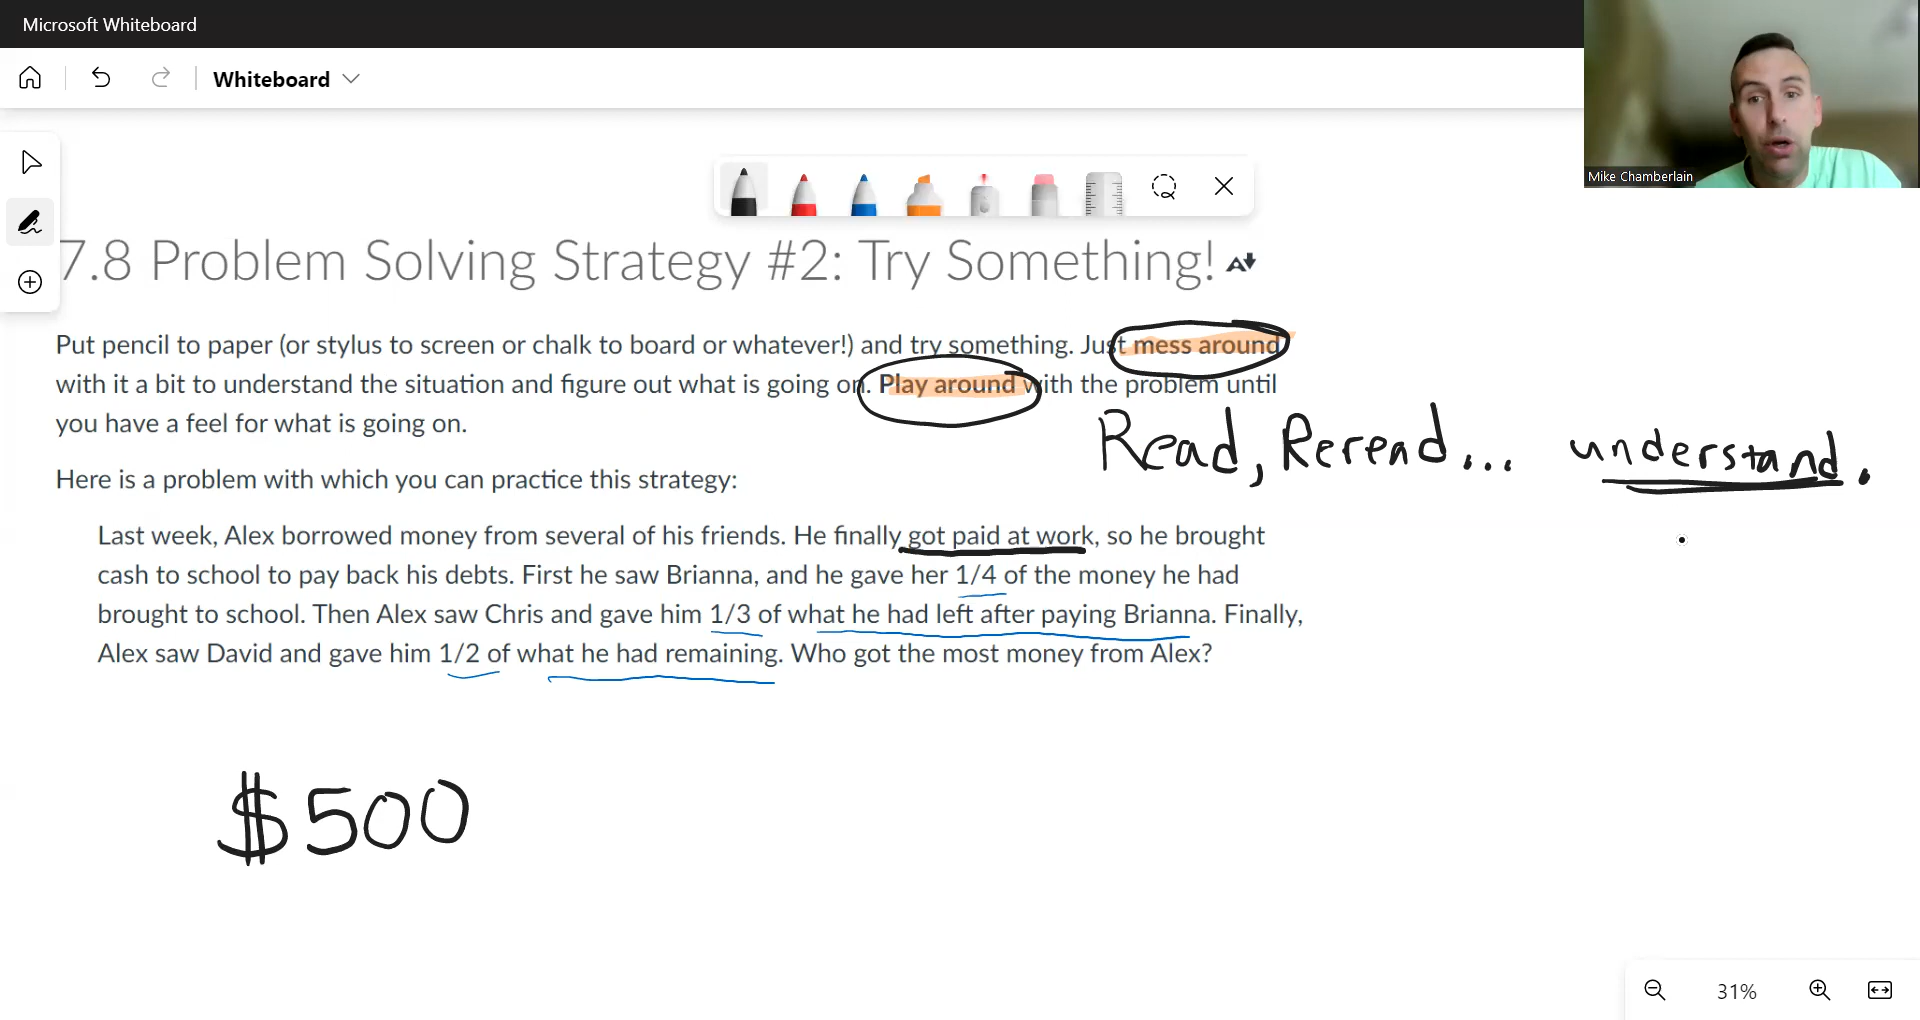 Microsoft Whiteboard
Whiteboard
Mike Chamberlain
7.8 Problem Solving Strategy #2: Try Something!
Put pencil to paper (or stylus to screen or chalk to board or whatever!) and try something. Just mess around
with it a bit to understand the situation and figure out what is going on. Play around with the problem until
you have a feel for what is going on.
Read, Reread... understand.
Here is a problem with which you can practice this strategy:
Last week, Alex borrowed money from several of his friends. He finally got paid at work, so he brought
cash to school to pay back his debts. First he saw Brianna, and he gave her 1/4 of the money he had
brought to school. Then Alex saw Chris and gave him 1/3 of what he had left after paying Brianna. Finally,
Alex saw David and gave him 1/2 of what he had remaining. Who got the most money from Alex?
$500
31%